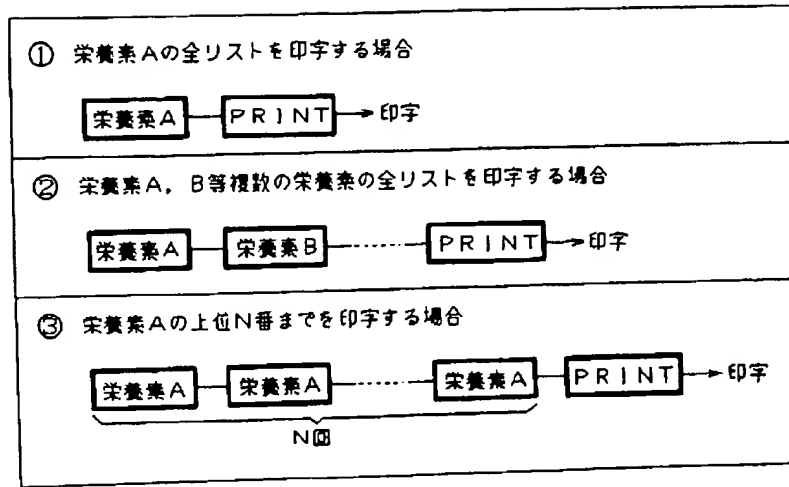 ① 栄養素Aの全リストを印字する場合
栄養素A PRINT 印字
② 栄養素A, B等複数の栄養素の全リストを印字する場合
栄養素A 栄養素B PRINT 印字
③ 栄養素Aの上位N番までを印字する場合
栄養素A 栄養素A 栄養素A PRINT 印字
N回